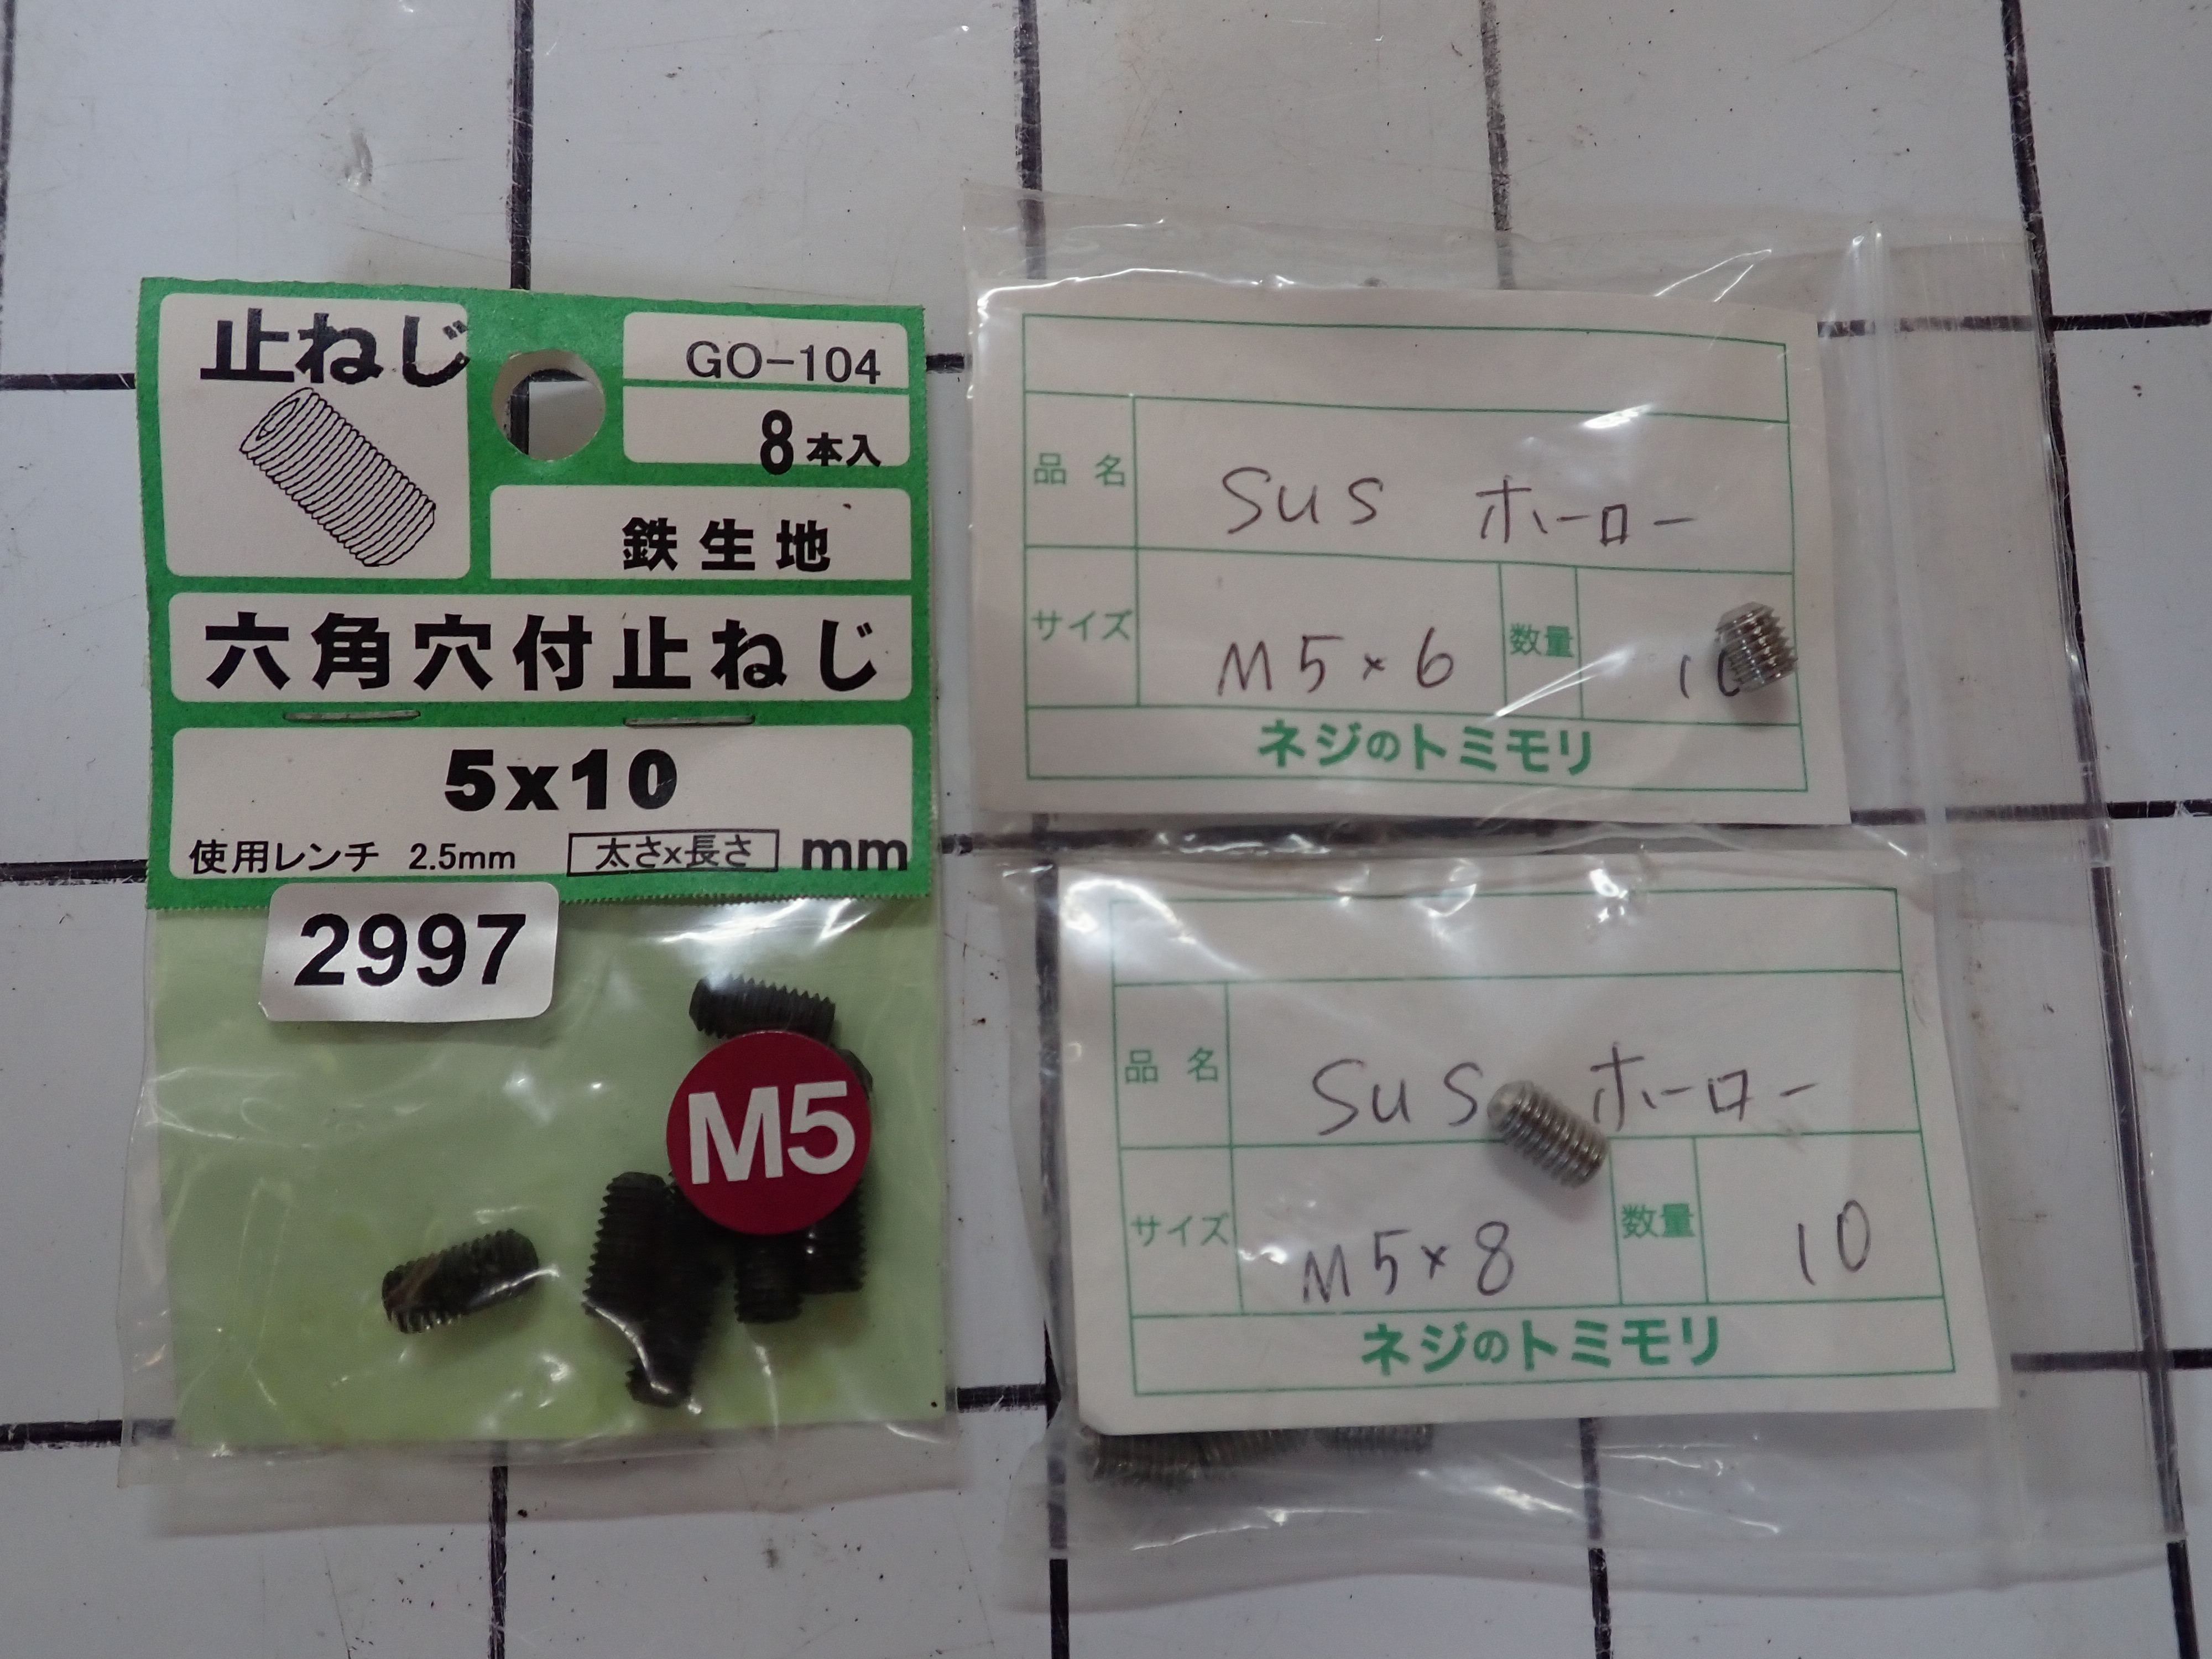 止ねじ
GO-104
8本入
鉄生地
六角穴付止ねじ
5x10
使用レンチ 2.5mm 太さx長さ mm
2997
M5
品名 SUS ホーロー
サイズ M5×6 数量 10
ネジのトミモリ
品名 SUS ホーロー
サイズ M5×8 数量 10
ネジのトミモリ